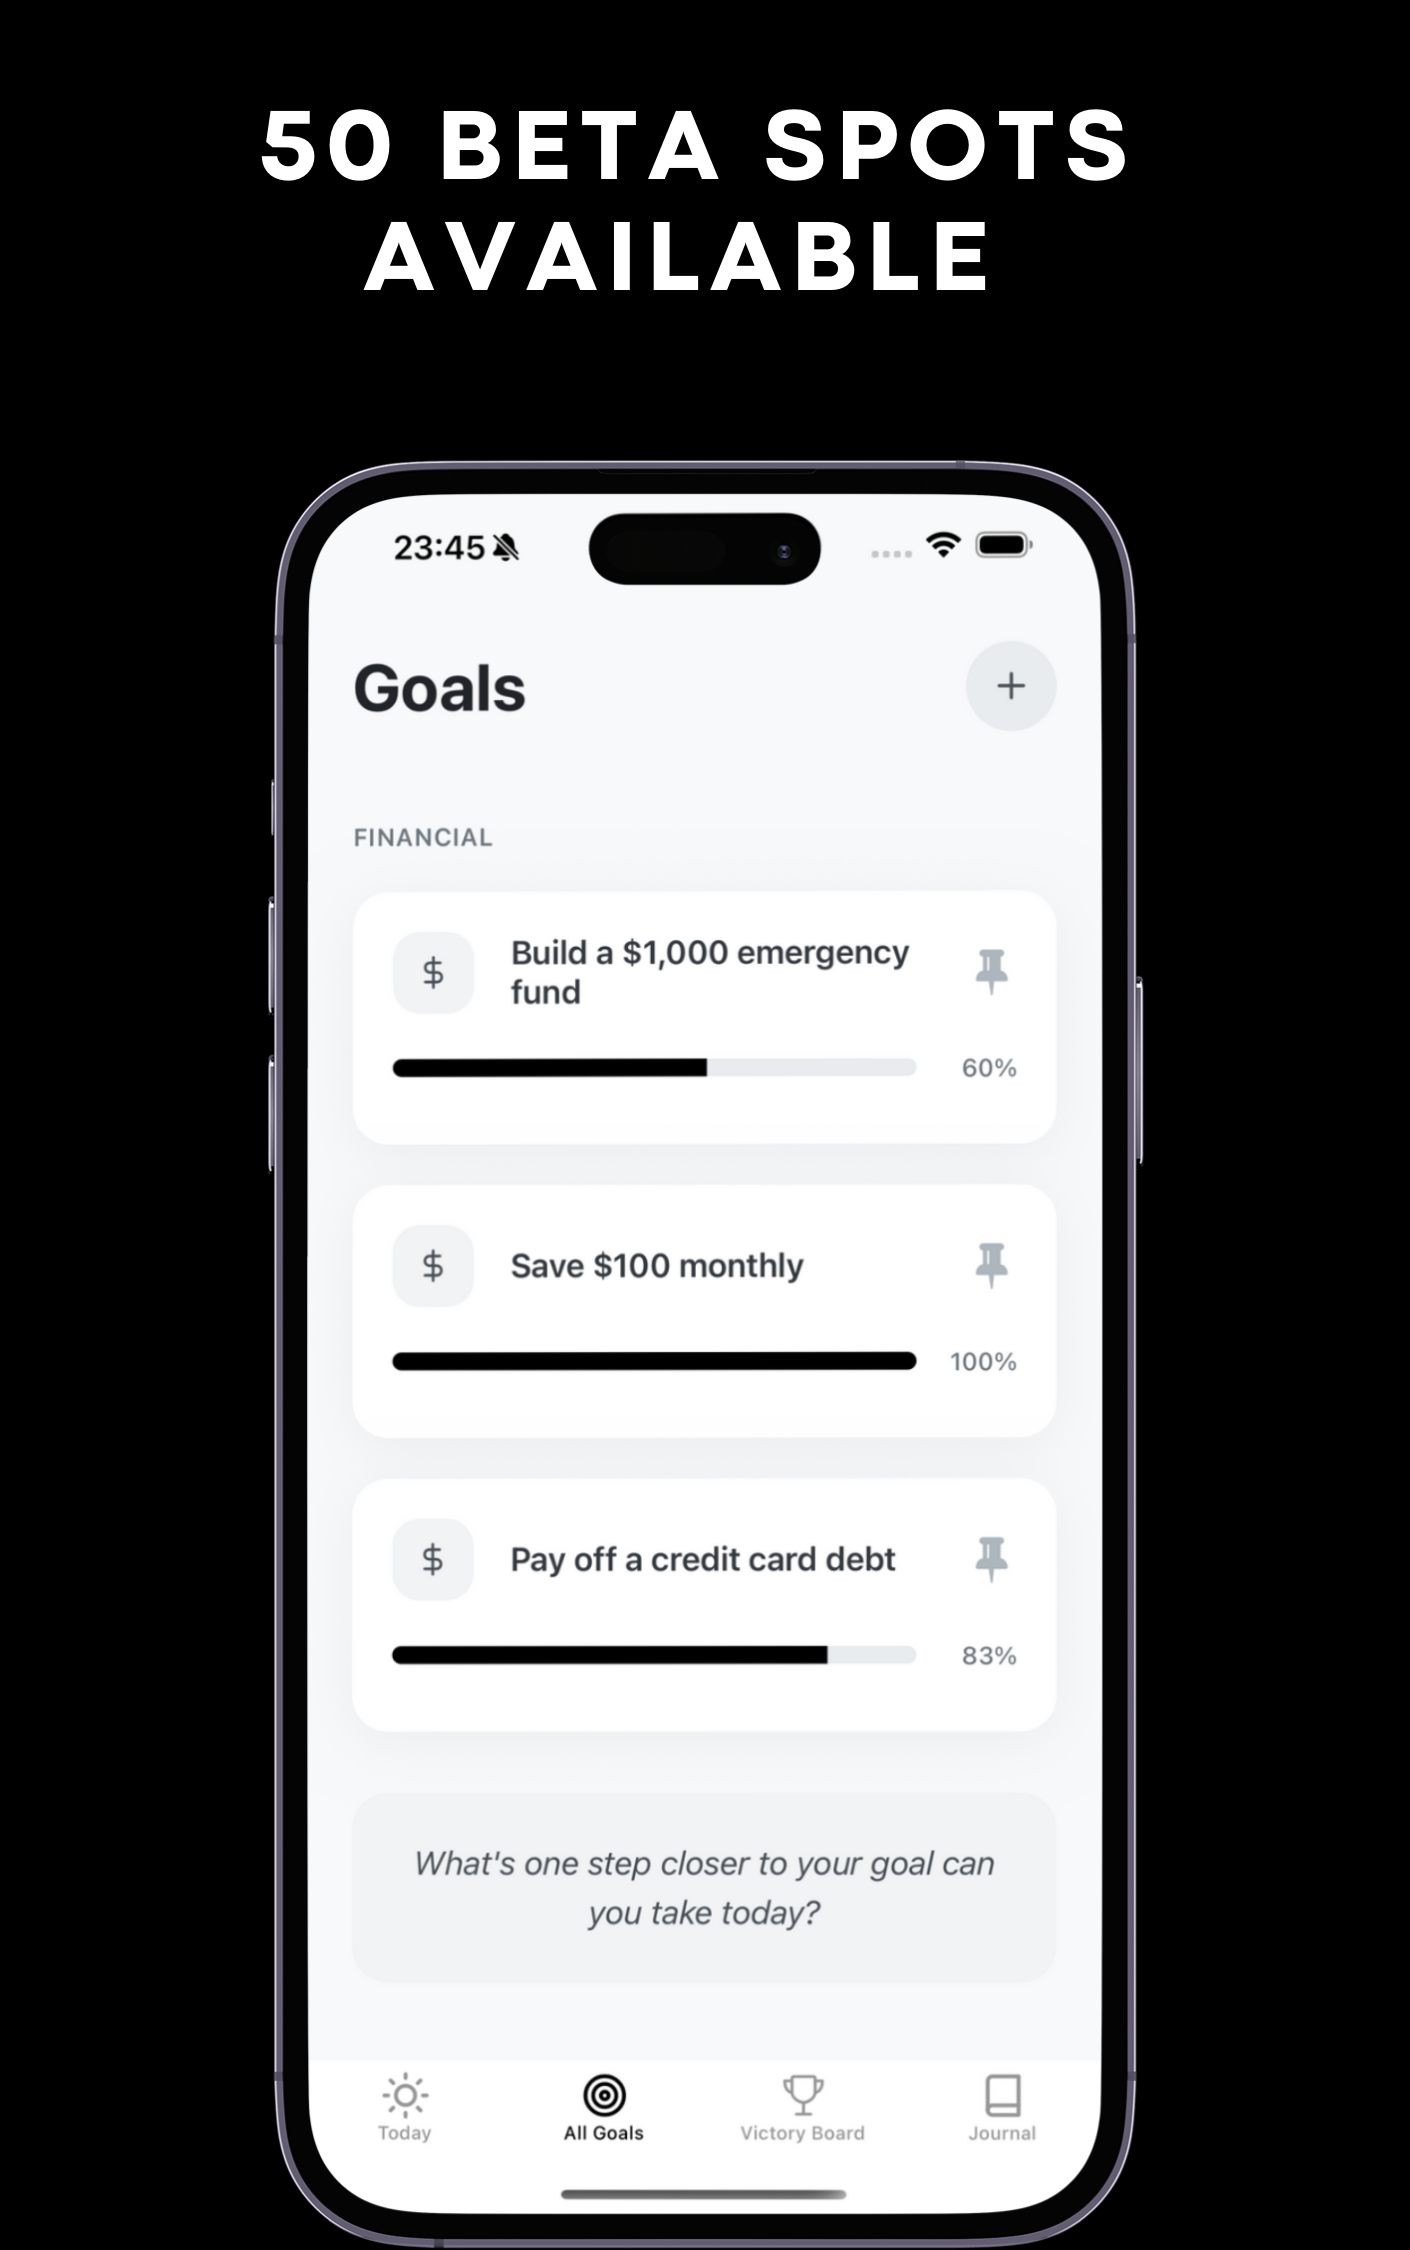 50 BETA SPOTS
AVAILABLE
23:45
Goals
+
FINANCIAL
$ Build a $1,000 emergency
fund
60%
$ Save $100 monthly
100%
$ Pay off a credit card debt
83%
What's one step closer to your goal can
you take today?
Today All Goals Victory Board Journal